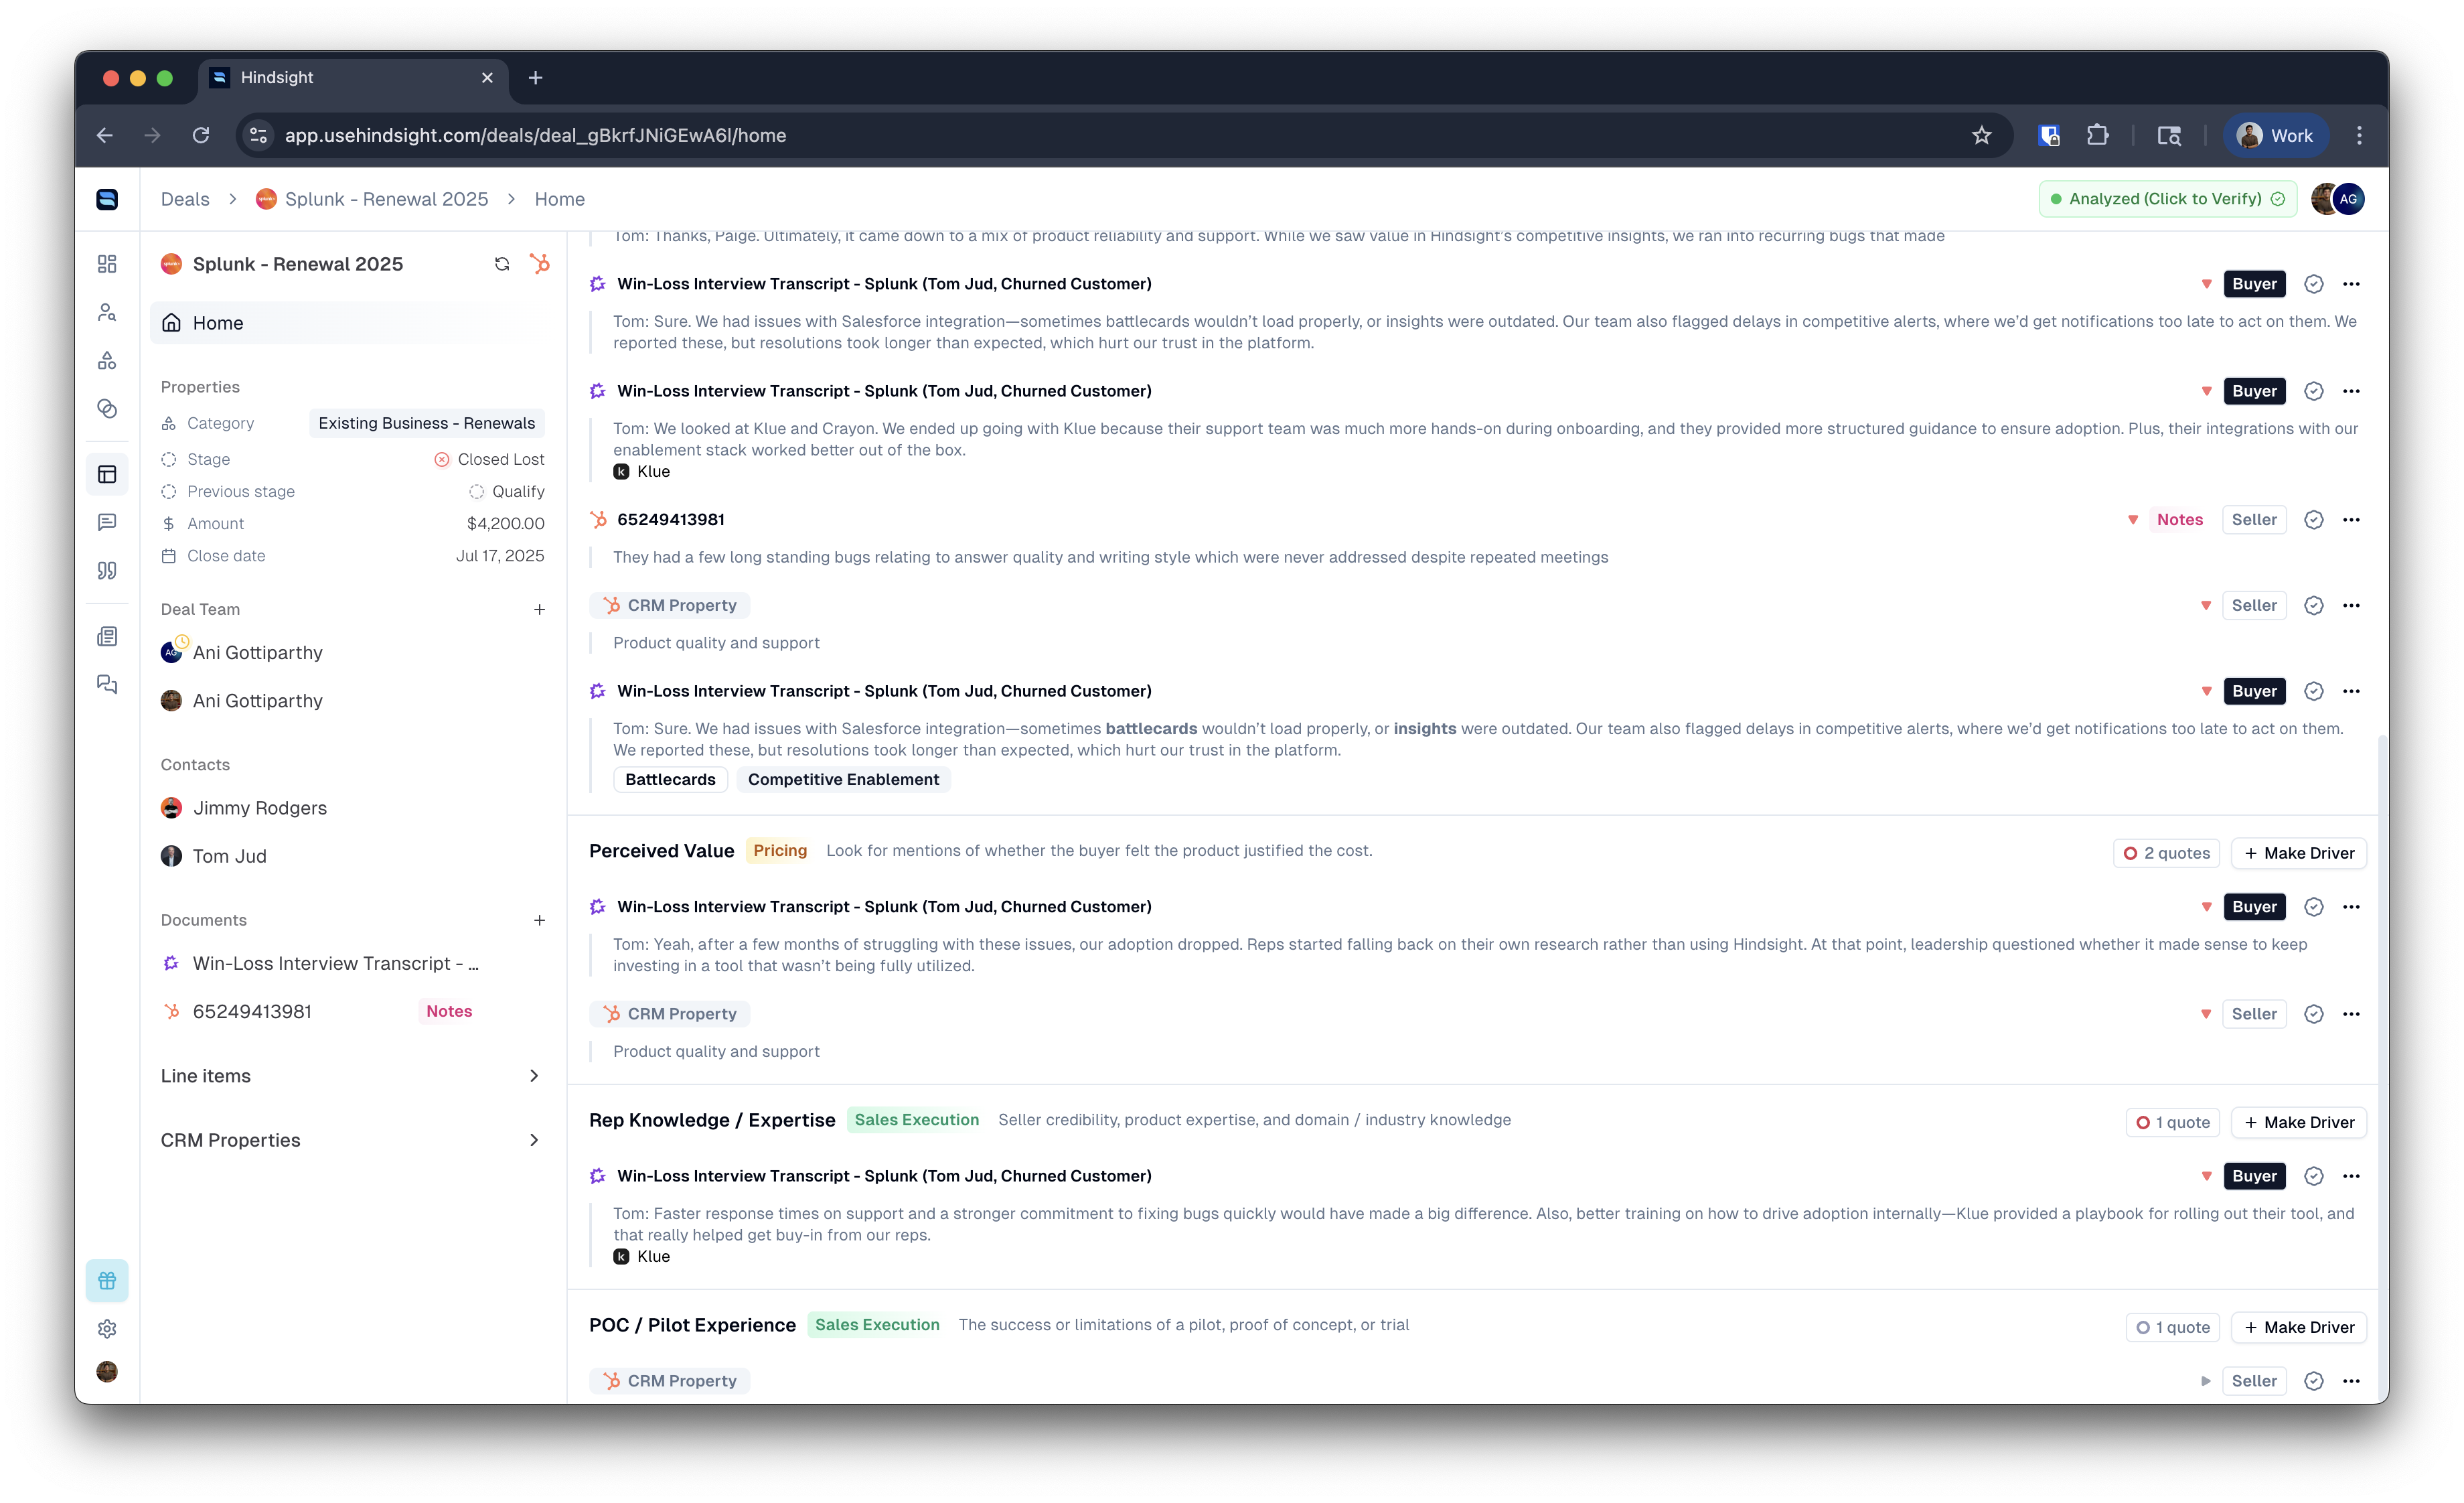 Hindsight
app.usehindsight.com/deals/deal_gBkrfJNiGEwA6l/home
Work
Deals > Splunk - Renewal 2025 > Home
Analyzed (Click to Verify)
AG
Splunk - Renewal 2025
Home
Properties
Category Existing Business - Renewals
Stage Closed Lost
Previous stage Qualify
Amount $4,200.00
Close date Jul 17, 2025
Deal Team
Ani Gottiparthy
Ani Gottiparthy
Contacts
Jimmy Rodgers
Tom Jud
Documents
Win-Loss Interview Transcript - ...
65249413981 Notes
Line items
CRM Properties
Tom: Thanks, Paige. Ultimately, it came down to a mix of product reliability and support. While we saw value in Hindsight's competitive insights, we ran into recurring bugs that made
Win-Loss Interview Transcript - Splunk (Tom Jud, Churned Customer) Buyer
Tom: Sure. We had issues with Salesforce integration—sometimes battlecards wouldn't load properly, or insights were outdated. Our team also flagged delays in competitive alerts, where we'd get notifications too late to act on them. We
reported these, but resolutions took longer than expected, which hurt our trust in the platform.
Win-Loss Interview Transcript - Splunk (Tom Jud, Churned Customer) Buyer
Tom: We looked at Klue and Crayon. We ended up going with Klue because their support team was much more hands-on during onboarding, and they provided more structured guidance to ensure adoption. Plus, their integrations with our
enablement stack worked better out of the box.
k Klue
65249413981 Notes Seller
They had a few long standing bugs relating to answer quality and writing style which were never addressed despite repeated meetings
CRM Property Seller
Product quality and support
Win-Loss Interview Transcript - Splunk (Tom Jud, Churned Customer) Buyer
Tom: Sure. We had issues with Salesforce integration—sometimes battlecards wouldn't load properly, or insights were outdated. Our team also flagged delays in competitive alerts, where we'd get notifications too late to act on them.
We reported these, but resolutions took longer than expected, which hurt our trust in the platform.
Battlecards Competitive Enablement
Perceived Value Pricing Look for mentions of whether the buyer felt the product justified the cost. 2 quotes + Make Driver
Win-Loss Interview Transcript - Splunk (Tom Jud, Churned Customer) Buyer
Tom: Yeah, after a few months of struggling with these issues, our adoption dropped. Reps started falling back on their own research rather than using Hindsight. At that point, leadership questioned whether it made sense to keep
investing in a tool that wasn't being fully utilized.
CRM Property Seller
Product quality and support
Rep Knowledge / Expertise Sales Execution Seller credibility, product expertise, and domain / industry knowledge 1 quote + Make Driver
Win-Loss Interview Transcript - Splunk (Tom Jud, Churned Customer) Buyer
Tom: Faster response times on support and a stronger commitment to fixing bugs quickly would have made a big difference. Also, better training on how to drive adoption internally—Klue provided a playbook for rolling out their tool, and
that really helped get buy-in from our reps.
k Klue
POC / Pilot Experience Sales Execution The success or limitations of a pilot, proof of concept, or trial 1 quote + Make Driver
CRM Property Seller